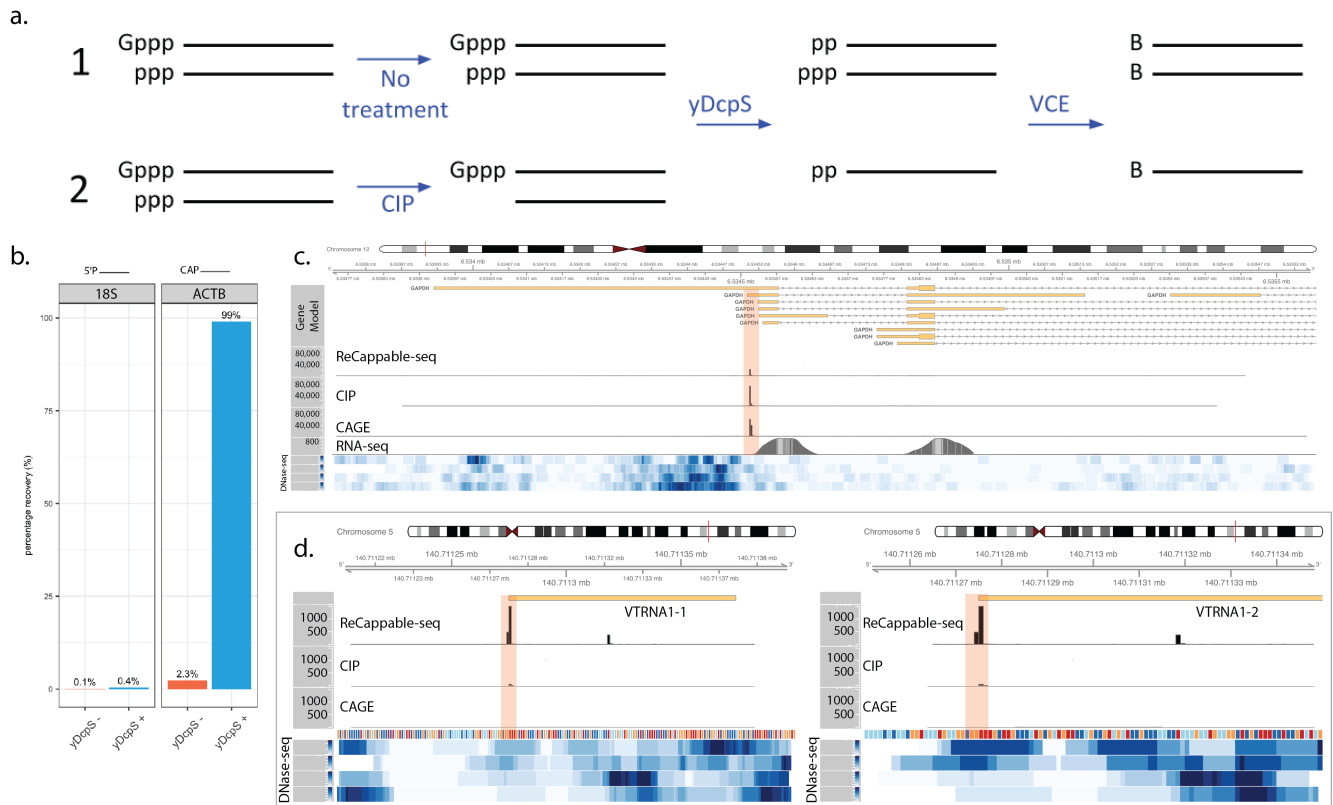 a.
1
Gppp
ppp
No
treatment
Gppp
ppp
yDcpS
pp
ppp
VCE
B
B
2
Gppp
ppp
CIP
Gppp
pp
B
b.
5'P
CAP
18S
ACTB
percentage recovery (%)
100
75
50
25
0
0.1%
0.4%
2.3%
99%
yDcpS -
yDcpS +
yDcpS -
yDcpS +
c.
Chromosome 12
6.534 mb
6.535 mb
5'
3'
6.5345 mb
6.5355 mb
Gene
Model
GAPDH
GAPDH
GAPDH
GAPDH
GAPDH
GAPDH
GAPDH
GAPDH
GAPDH
GAPDH
80,000
40,000
ReCappable-seq
80,000
40,000
CIP
80,000
40,000
CAGE
800
RNA-seq
DNase-seq
d.
Chromosome 5
140.71122 mb
140.71125 mb
140.71128 mb
140.71132 mb
140.71135 mb
140.71138 mb
5'
3'
140.71123 mb
140.71127 mb
140.7113 mb
140.71133 mb
140.71137 mb
VTRNA1-1
1000
500
ReCappable-seq
1000
500
CIP
1000
500
CAGE
DNase-seq
Chromosome 5
140.71126 mb
140.71128 mb
140.7113 mb
140.71132 mb
140.71134 mb
5'
3'
140.71127 mb
140.71129 mb
140.71131 mb
140.71133 mb
VTRNA1-2
1000
500
ReCappable-seq
1000
500
CIP
1000
500
CAGE
DNase-seq